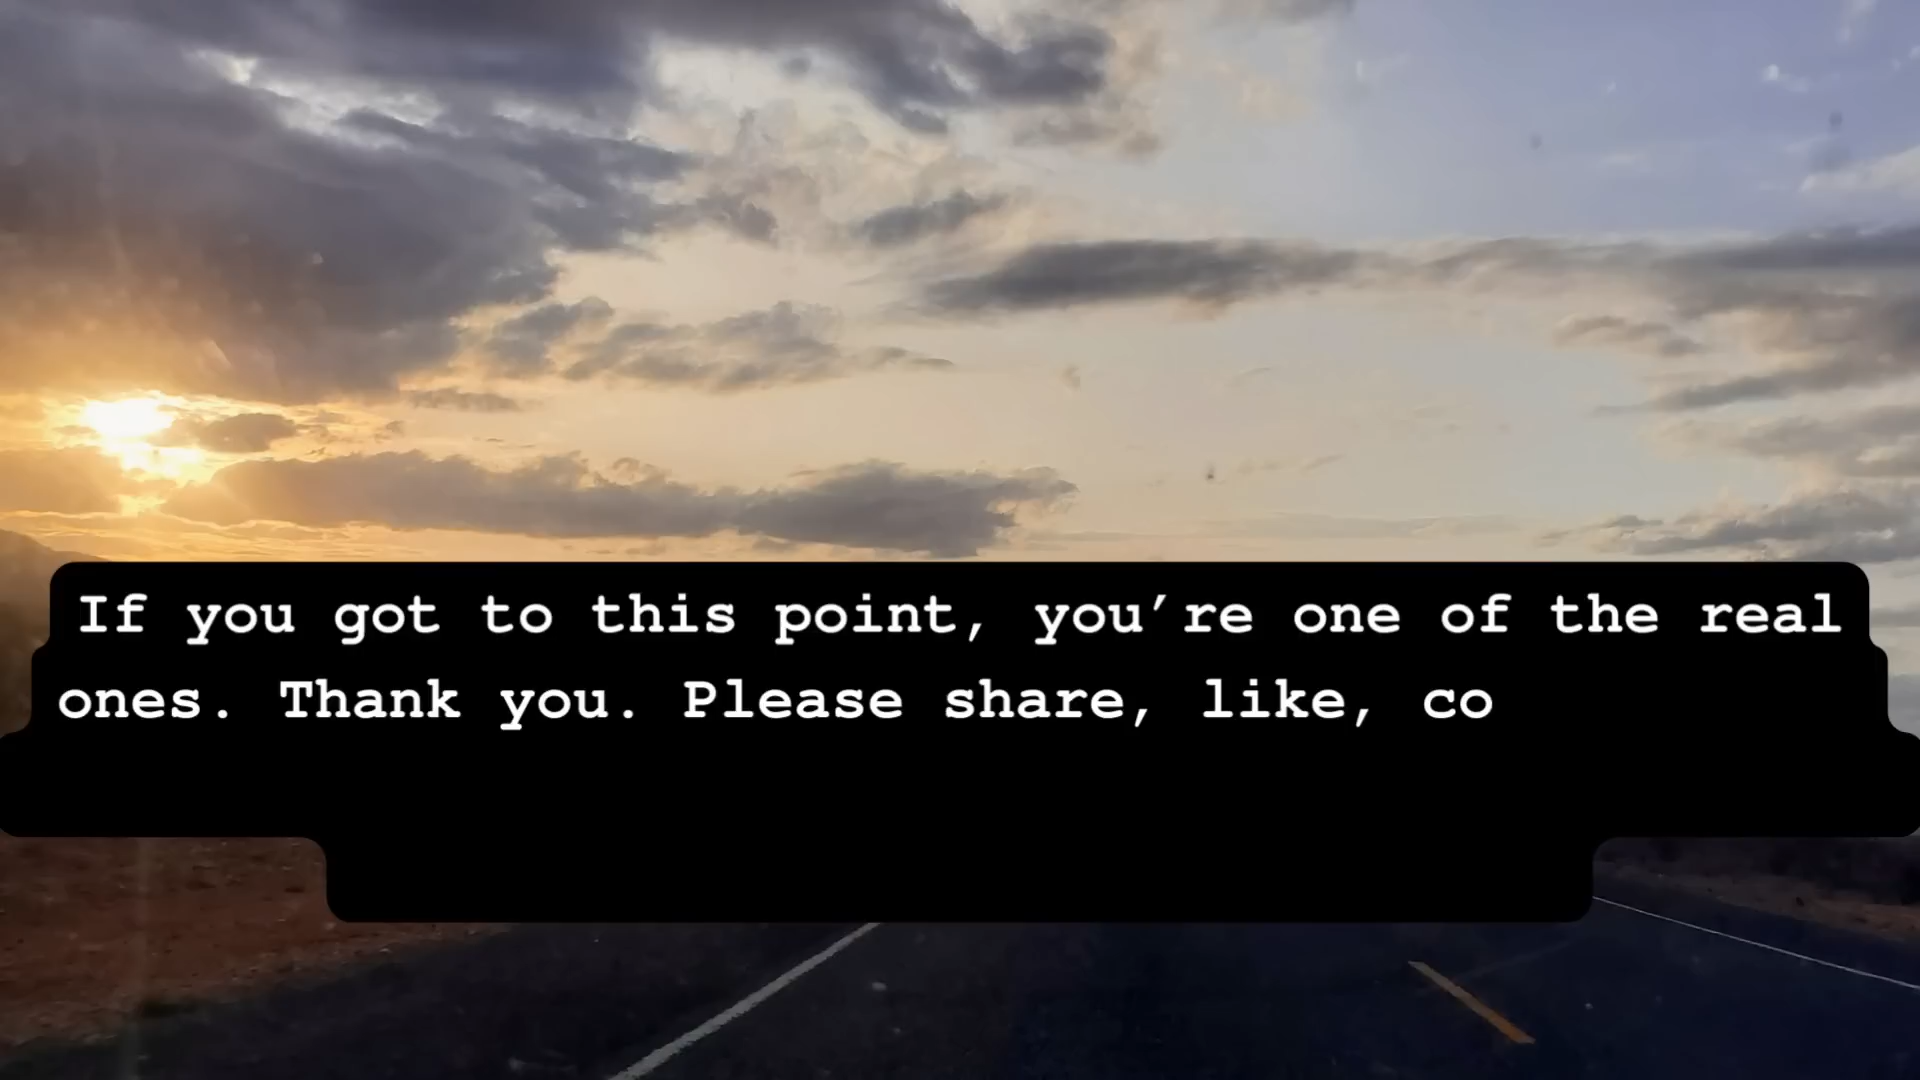 If you got to this point, you’re one of the real
ones. Thank you. Please share, like, co